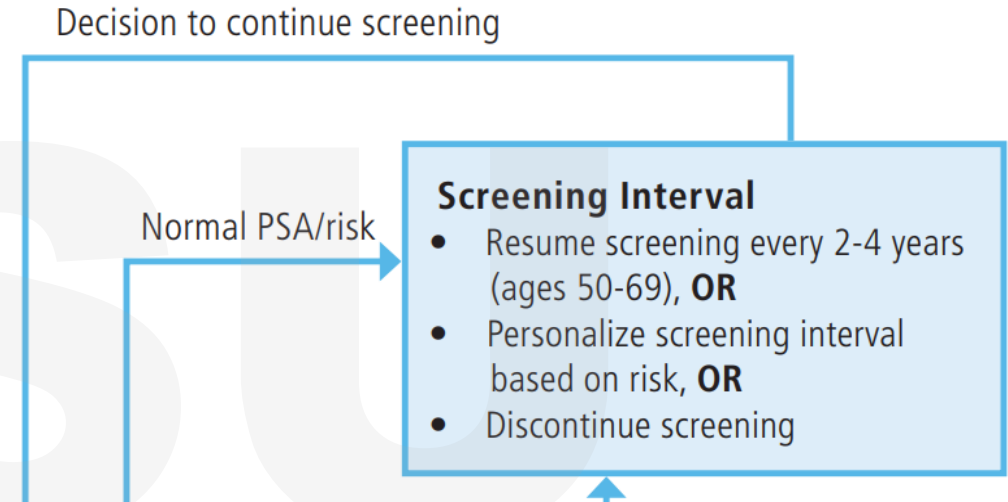 Decision to continue screening
Normal PSA/risk
Screening Interval
• Resume screening every 2-4 years
(ages 50-69), OR
• Personalize screening interval
based on risk, OR
• Discontinue screening
SU